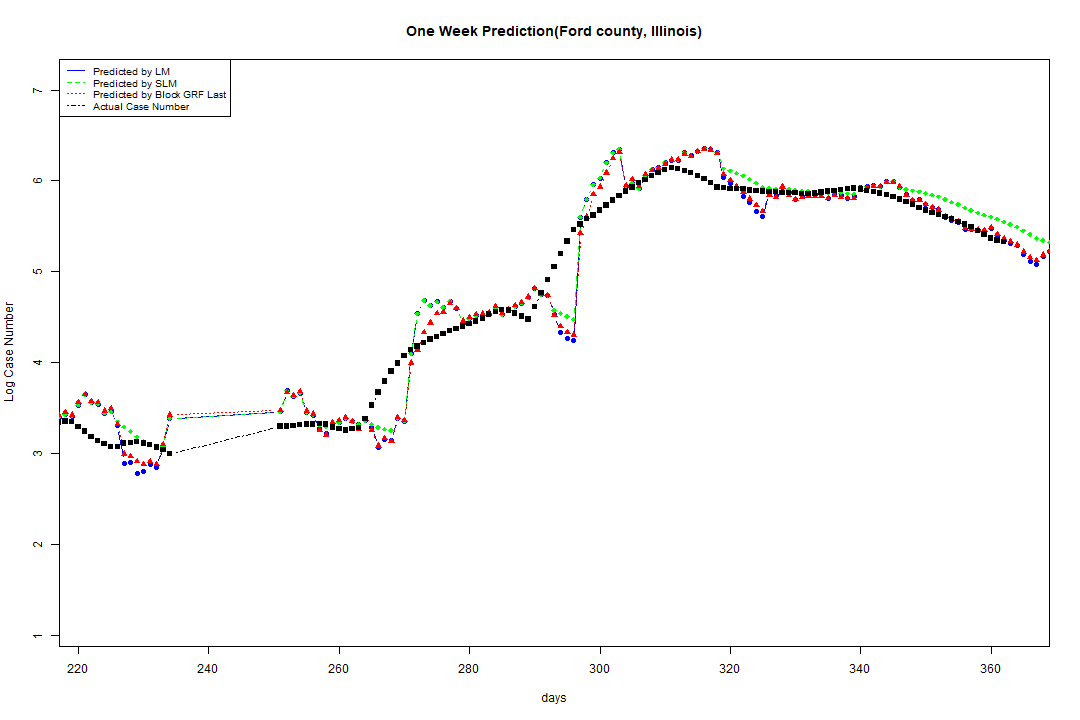 One Week Prediction(Ford county, Illinois)
Predicted by LM
Predicted by SLM
Predicted by Block GRF Last
Actual Case Number
7
6
5
4
3
2
1
Log Case Number
220 240 260 280 300 320 340 360
days